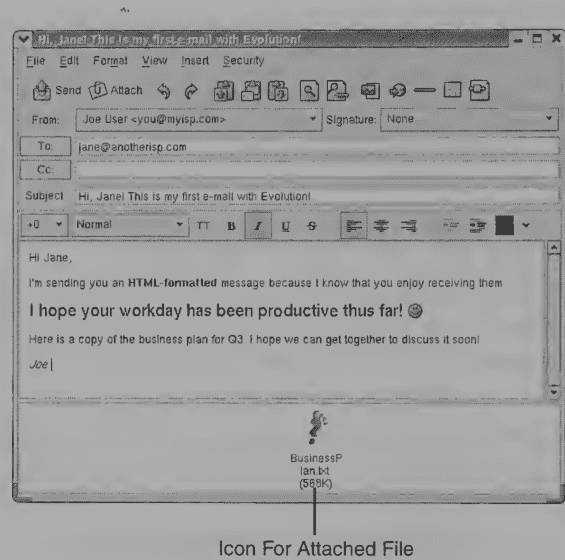 Hi, Jane! This is my first e-mail with Evolution!
File Edit Format View Insert Security
Send Attach
From: Joe User <you@myisp.com> Signature: None
To: jane@anotherisp.com
Cc:
Subject Hi, Jane! This is my first e-mail with Evolution!
+0 Normal TT B I U S
Hi Jane,
I'm sending you an HTML-formatted message because I know that you enjoy receiving them
I hope your workday has been productive thus far!
Here is a copy of the business plan for Q3 I hope we can get together to discuss it soon!
Joe
BusinessP
lan.txt
(568K)
Icon For Attached File